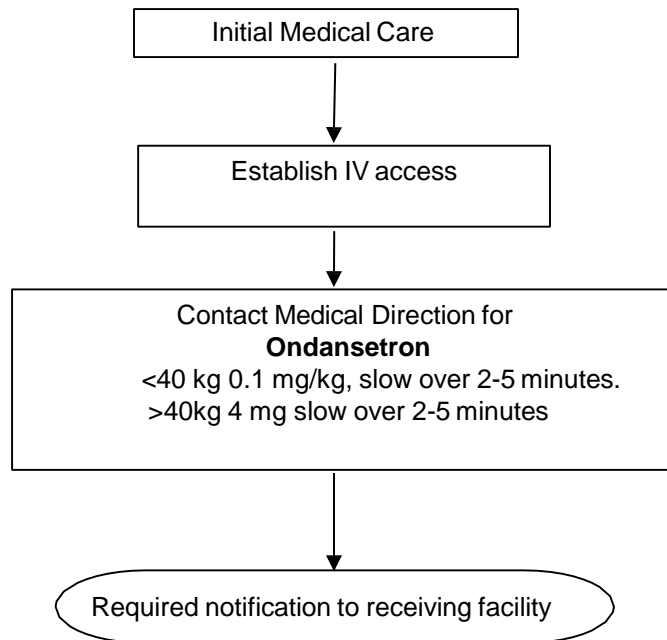 Initial Medical Care
Establish IV access
Contact Medical Direction for
Ondansetron
<40 kg 0.1 mg/kg, slow over 2-5 minutes.
>40kg 4 mg slow over 2-5 minutes
Required notification to receiving facility